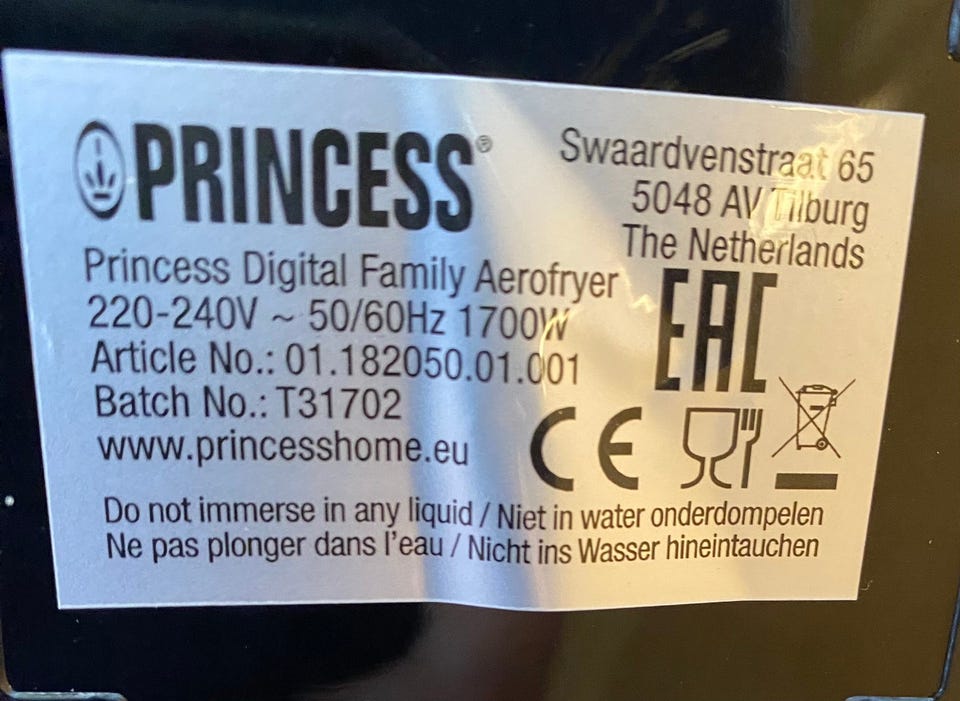 PRINCESS®
Swaardvenstraat 65
5048 AV Tilburg
The Netherlands
Princess Digital Family Aerofryer
220-240V ~ 50/60Hz 1700W
Article No.: 01.182050.01.001
Batch No.: T31702
www.princesshome.eu
EAC
CE
Do not immerse in any liquid / Niet in water onderdompelen
Ne pas plonger dans l'eau / Nicht ins Wasser hineintauchen